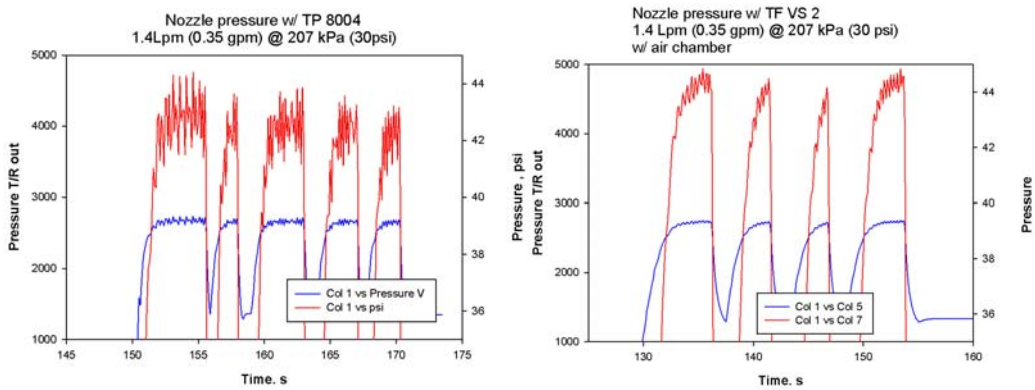 Nozzle pressure w/ TP 8004
1.4Lpm (0.35 gpm) @ 207 kPa (30psi)
5000
4000
3000
2000
1000
Pressure T/R out
44
42
40
39
38
36
Pressure , psi
145
150
155
160
165
170
175
Time. s
Col 1 vs Pressure V
Col 1 vs psi
Nozzle pressure w/ TF VS 2
1.4 Lpm (0.35 gpm) @ 207 kPa (30 psi)
w/ air chamber
5000
4000
3000
2000
1000
Pressure T/R out
44
42
40
38
36
Pressure
130
140
150
160
Time. s
Col 1 vs Col 5
Col 1 vs Col 7